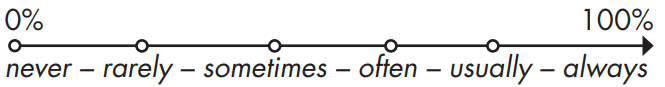 0% 100%
never – rarely – sometimes – often – usually – always